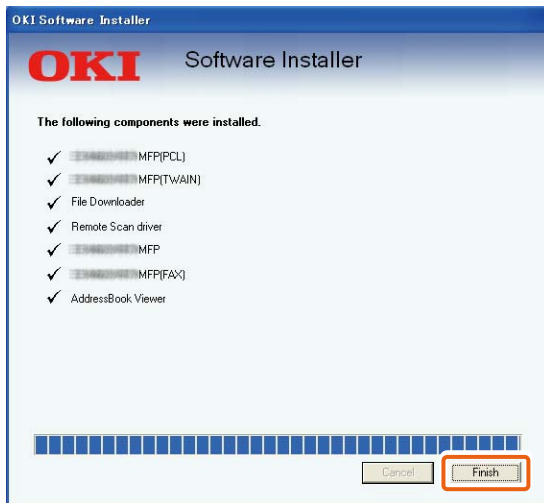 OKI Software Installer
OKI
Software Installer
The following components were installed.
MFP(PCL)
MFP(TWAIN)
File Downloader
Remote Scan driver
MFP
MFP(FAX)
AddressBook Viewer
Cancel
Finish